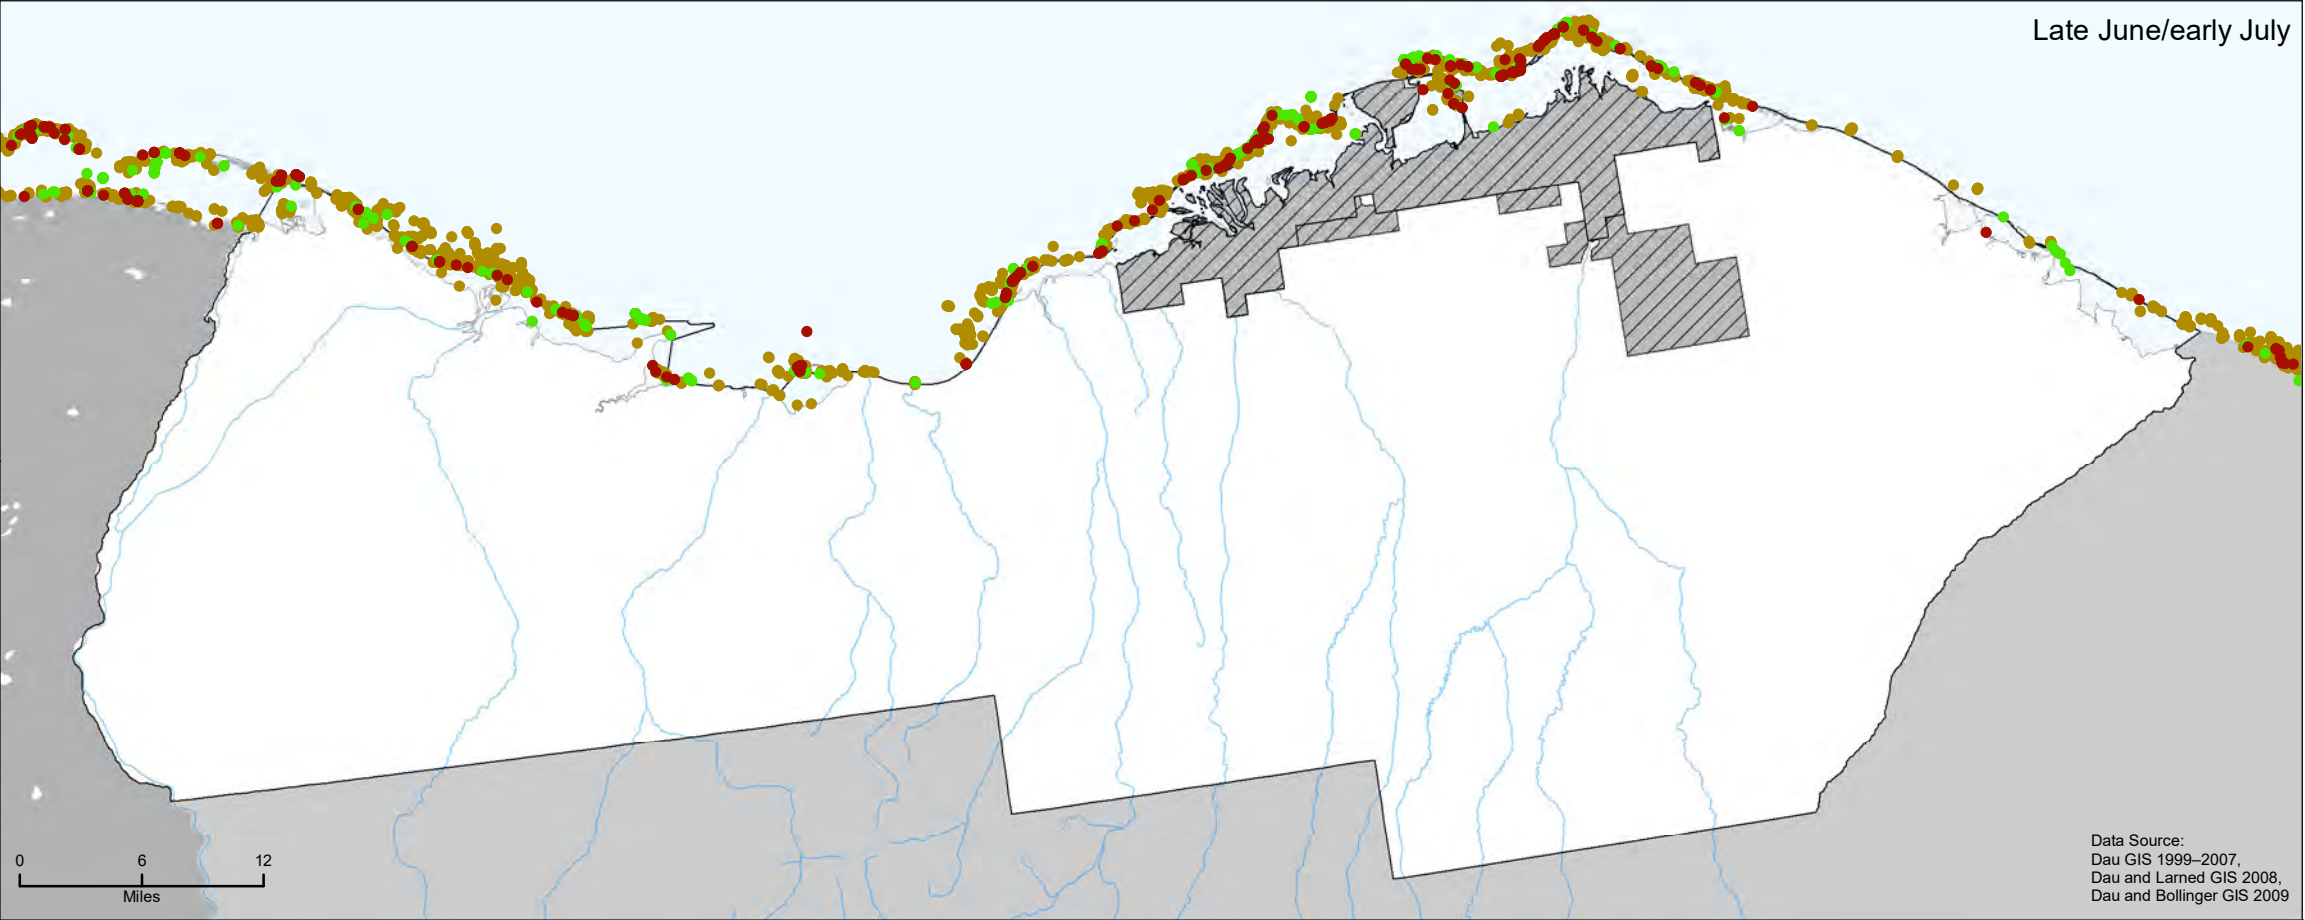 Late June/early July
0 6 12
Miles
Data Source:
Dau GIS 1999–2007,
Dau and Larned GIS 2008,
Dau and Bollinger GIS 2009